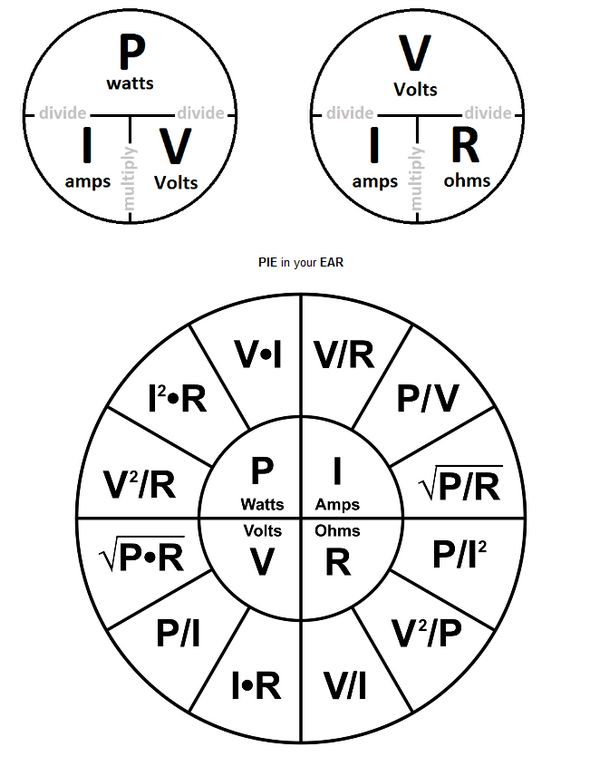 P
watts
divide divide
I V
multiply
amps Volts
V
Volts
divide divide
I R
multiply
amps ohms
PIE in your EAR
V•I V/R
I²•R P/V
V²/R √P/R
P I
Watts Amps
Volts Ohms
V R
√P•R P/I²
P/I V²/P
I•R V/I